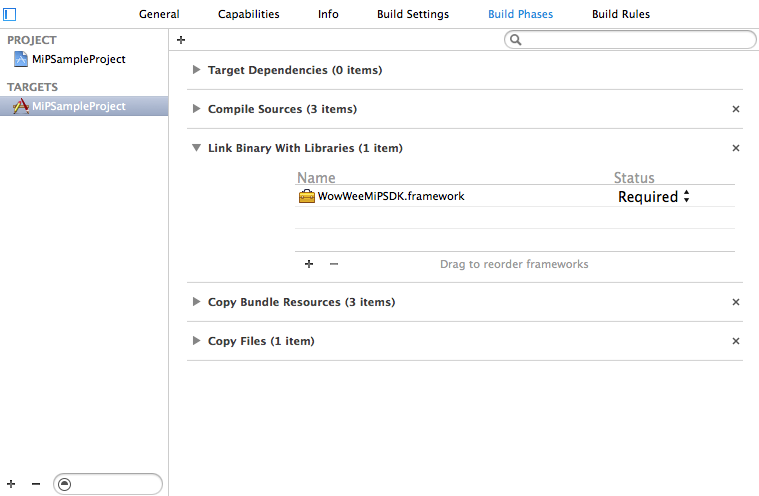 General Capabilities Info Build Settings Build Phases Build Rules
PROJECT
MiPSampleProject
TARGETS
MiPSampleProject
Target Dependencies (0 items)
Compile Sources (3 items)
Link Binary With Libraries (1 item)
Name Status
WowWeeMiPSDK.framework Required
Drag to reorder frameworks
Copy Bundle Resources (3 items)
Copy Files (1 item)